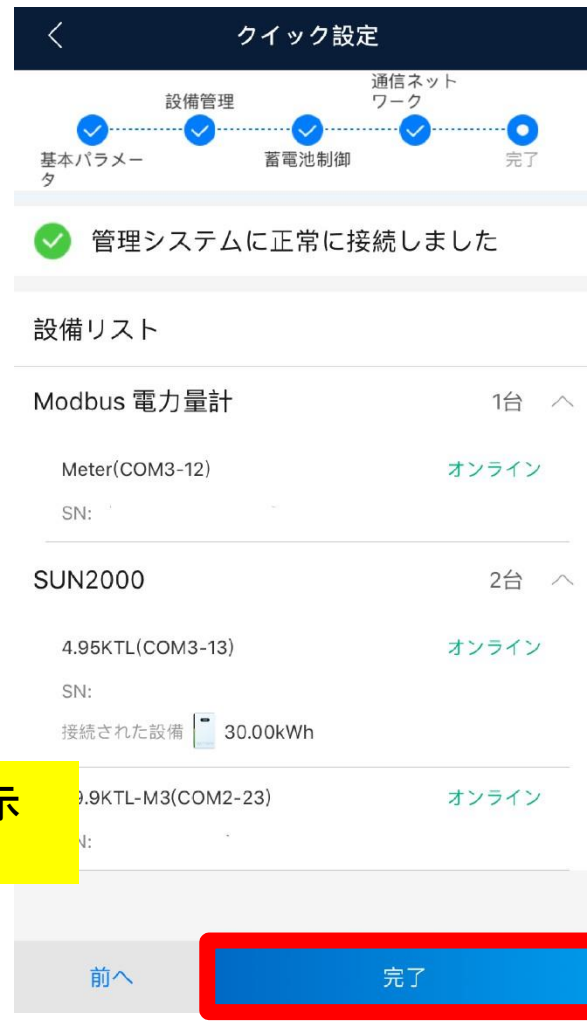 クイック設定
設備管理
通信ネット
ワーク
基本パラメー
タ
蓄電池制御
完了
管理システムに正常に接続しました
設備リスト
Modbus 電力量計
1台
Meter(COM3-12)
オンライン
SN:
SUN2000
2台
4.95KTL(COM3-13)
オンライン
SN:
接続された設備 30.00kWh
示
.9KTL-M3(COM2-23)
オンライン
前へ
完了